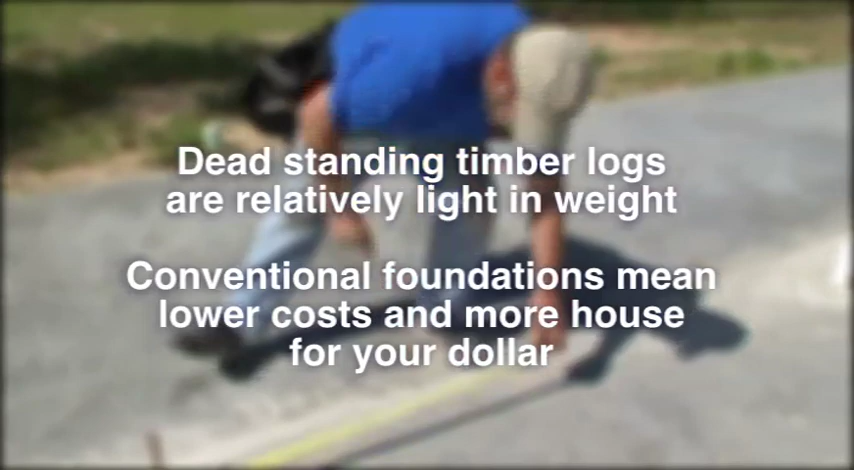 Dead standing timber logs
are relatively light in weight
Conventional foundations mean
lower costs and more house
for your dollar